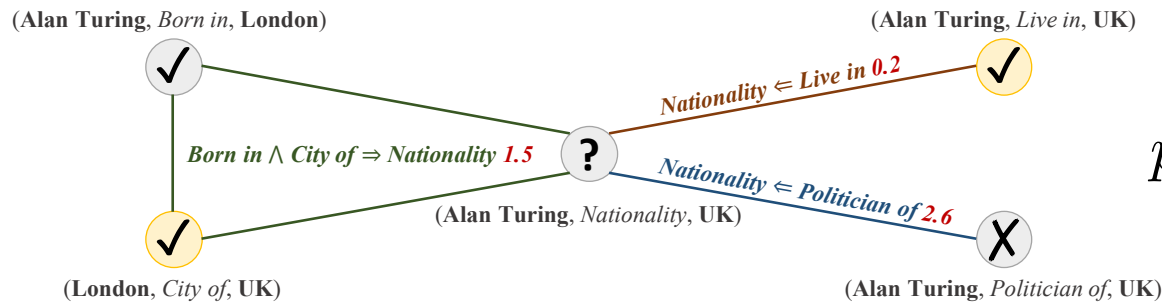 (Alan Turing, Born in, London)
(Alan Turing, Live in, UK)
Nationality ⇐ Live in 0.2
Born in ∧ City of ⇒ Nationality 1.5
?
Nationality ⇐ Politician of 2.6
(Alan Turing, Nationality, UK)
(London, City of, UK)
(Alan Turing, Politician of, UK)